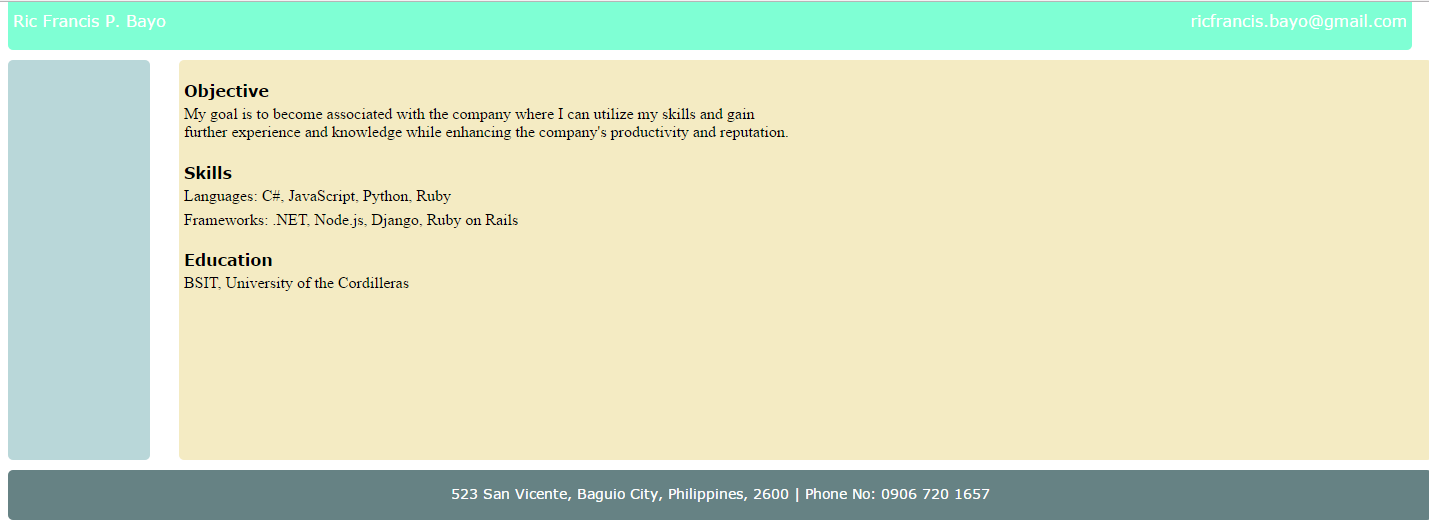 Ric Francis P. Bayo
ricfrancis.bayo@gmail.com
Objective
My goal is to become associated with the company where I can utilize my skills and gain
further experience and knowledge while enhancing the company's productivity and reputation.
Skills
Languages: C#, JavaScript, Python, Ruby
Frameworks: .NET, Node.js, Django, Ruby on Rails
Education
BSIT, University of the Cordilleras
523 San Vicente, Baguio City, Philippines, 2600 | Phone No: 0906 720 1657